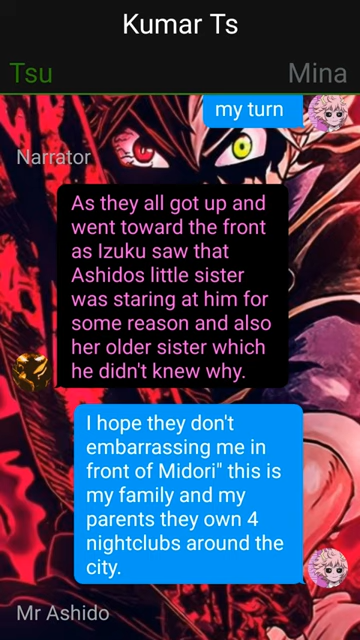 Kumar Ts
Tsu
Mina
my turn
Narrator
As they all got up and
went toward the front
as Izuku saw that
Ashidos little sister
was staring at him for
some reason and also
her older sister which
he didn't knew why.
I hope they don't
embarrassing me in
front of Midori" this is
my family and my
parents they own 4
nightclubs around the
city.
Mr Ashido